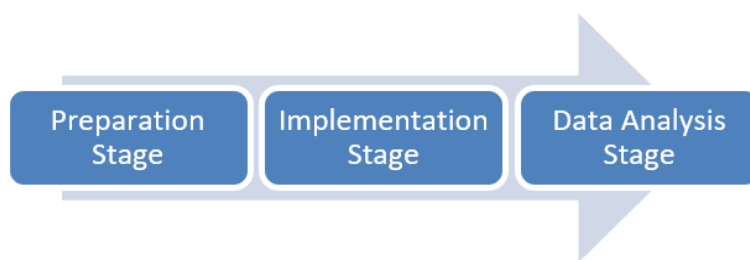 Preparation
Stage
Implementation
Stage
Data Analysis
Stage